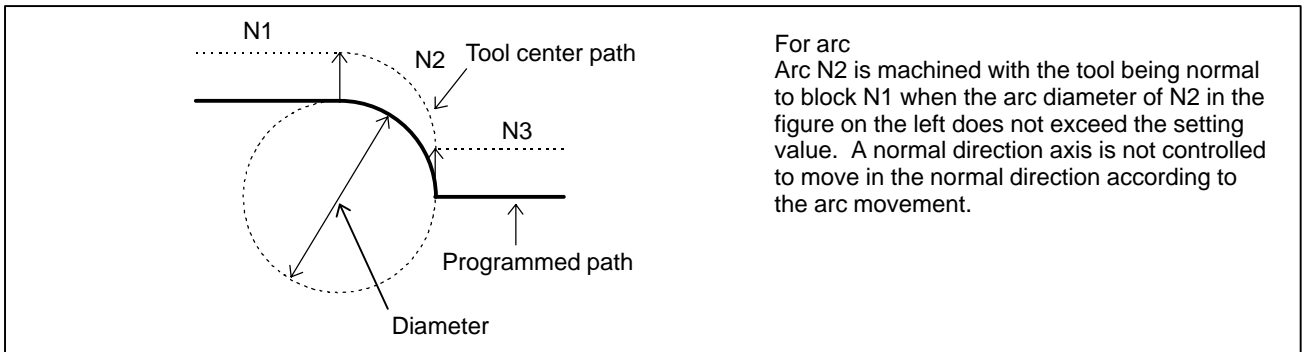 N1
N2
Tool center path
N3
Programmed path
Diameter
For arc
Arc N2 is machined with the tool being normal
to block N1 when the arc diameter of N2 in the
figure on the left does not exceed the setting
value. A normal direction axis is not controlled
to move in the normal direction according to
the arc movement.